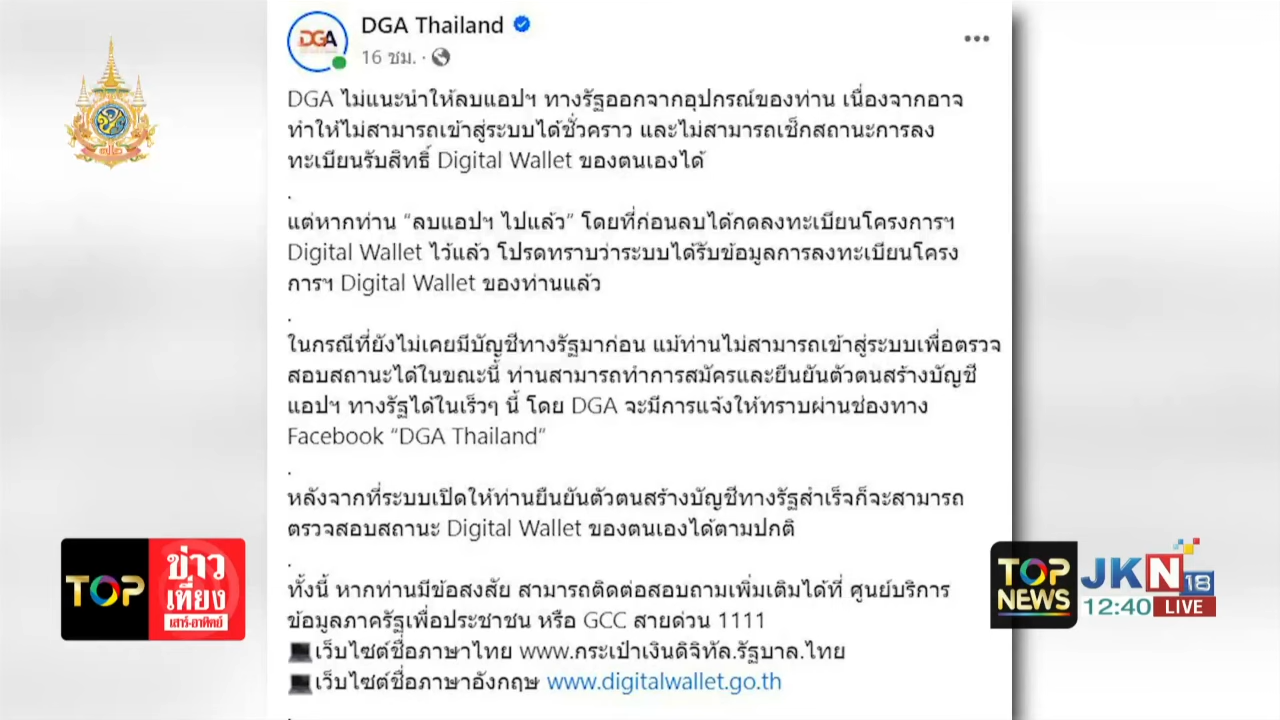 DGA
DGA Thailand
16 ชม. ·
DGA ไม่แนะนำให้ลบแอปฯ ทางรัฐออกจากอุปกรณ์ของท่าน เนื่องจากอาจ
ทำให้ไม่สามารถเข้าสู่ระบบได้ชั่วคราว และไม่สามารถเช็กสถานะการลง
ทะเบียนรับสิทธิ์ Digital Wallet ของตนเองได้
.
แต่หากท่าน “ลบแอปฯ ไปแล้ว” โดยที่ก่อนลบได้กดลงทะเบียนโครงการฯ
Digital Wallet ไว้แล้ว โปรดทราบว่าระบบได้รับข้อมูลการลงทะเบียนโครง
การฯ Digital Wallet ของท่านแล้ว
.
ในกรณีที่ยังไม่เคยมีบัญชีทางรัฐมาก่อน แม้ท่านไม่สามารถเข้าสู่ระบบเพื่อตรวจ
สอบสถานะได้ในขณะนี้ ท่านสามารถทำการสมัครและยืนยันตัวตนสร้างบัญชี
แอปฯ ทางรัฐได้ในเร็วๆ นี้ โดย DGA จะมีการแจ้งให้ทราบผ่านช่องทาง
Facebook “DGA Thailand”
.
หลังจากที่ระบบเปิดให้ท่านยืนยันตัวตนสร้างบัญชีทางรัฐสำเร็จก็จะสามารถ
ตรวจสอบสถานะ Digital Wallet ของตนเองได้ตามปกติ
.
ทั้งนี้ หากท่านมีข้อสงสัย สามารถติดต่อสอบถามเพิ่มเติมได้ที่ ศูนย์บริการ
ข้อมูลภาครัฐเพื่อประชาชน หรือ GCC สายด่วน 1111
เว็บไซต์ชื่อภาษาไทย www.กระเป๋าเงินดิจิทัล.รัฐบาล.ไทย
เว็บไซต์ชื่อภาษาอังกฤษ www.digitalwallet.go.th
.
TOP
ข่าว
เที่ยง
เสาร์-อาทิตย์
TOP
NEWS
JKN18
12:40 LIVE